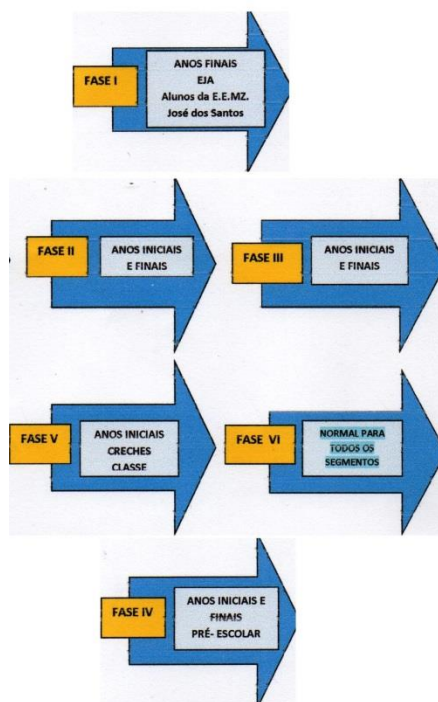 FASE I
ANOS FINAIS
EJA
Alunos da E.E.MZ.
José dos Santos
FASE II
ANOS INICIAIS
E FINAIS
FASE III
ANOS INICIAIS
E FINAIS
FASE V
ANOS INICIAIS
CRECHES
CLASSE
FASE VI
NORMAL PARA
TODOS OS
SEGMENTOS
FASE IV
ANOS INICIAIS E
FINAIS
PRÉ- ESCOLAR